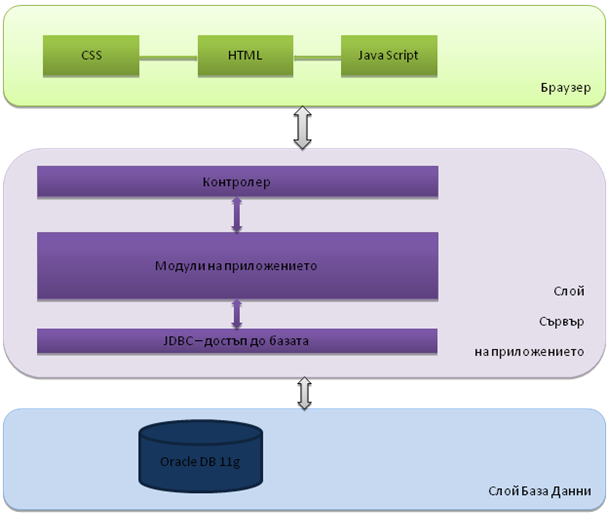 CSS
HTML
Java Script
Браузер
Контролер
Модули на приложението
Слой
Сървър
на приложението
JDBC – достъп до базата
Oracle DB 11g
Слой База Данни